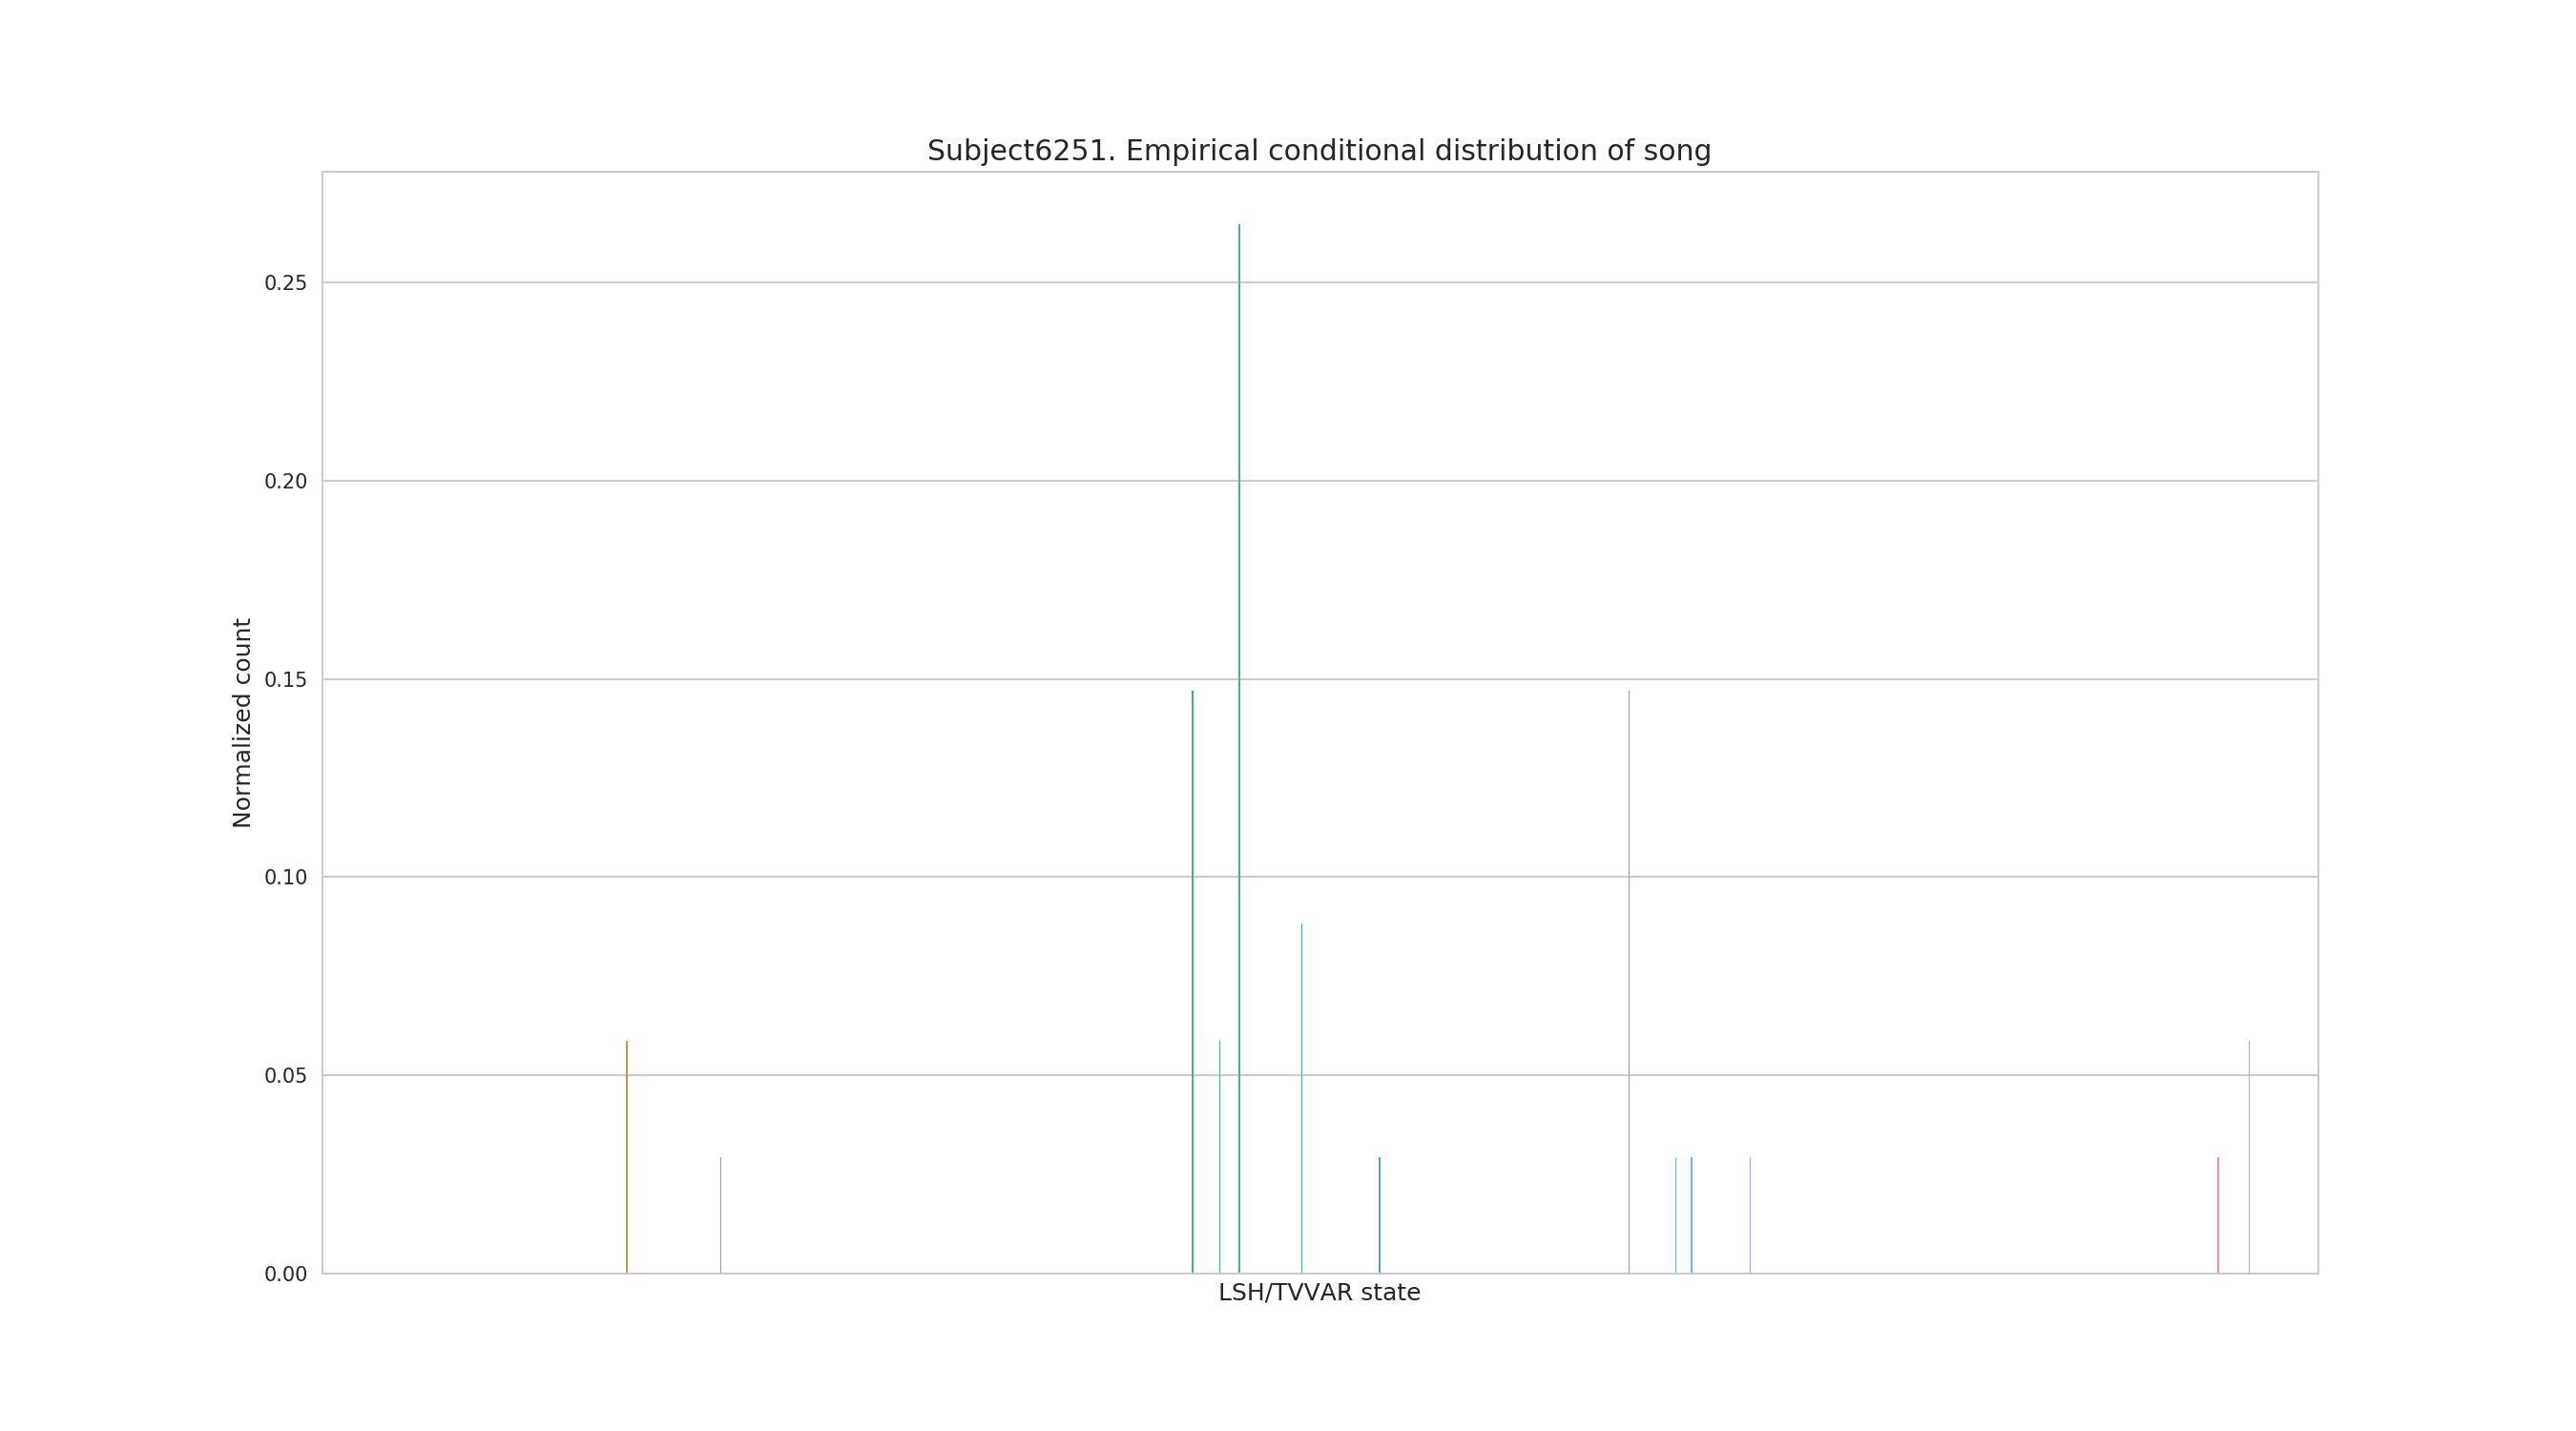 Subject6251. Empirical conditional distribution of song
Normalized count
0.25
0.20
0.15
0.10
0.05
0.00
LSH/TVVAR state